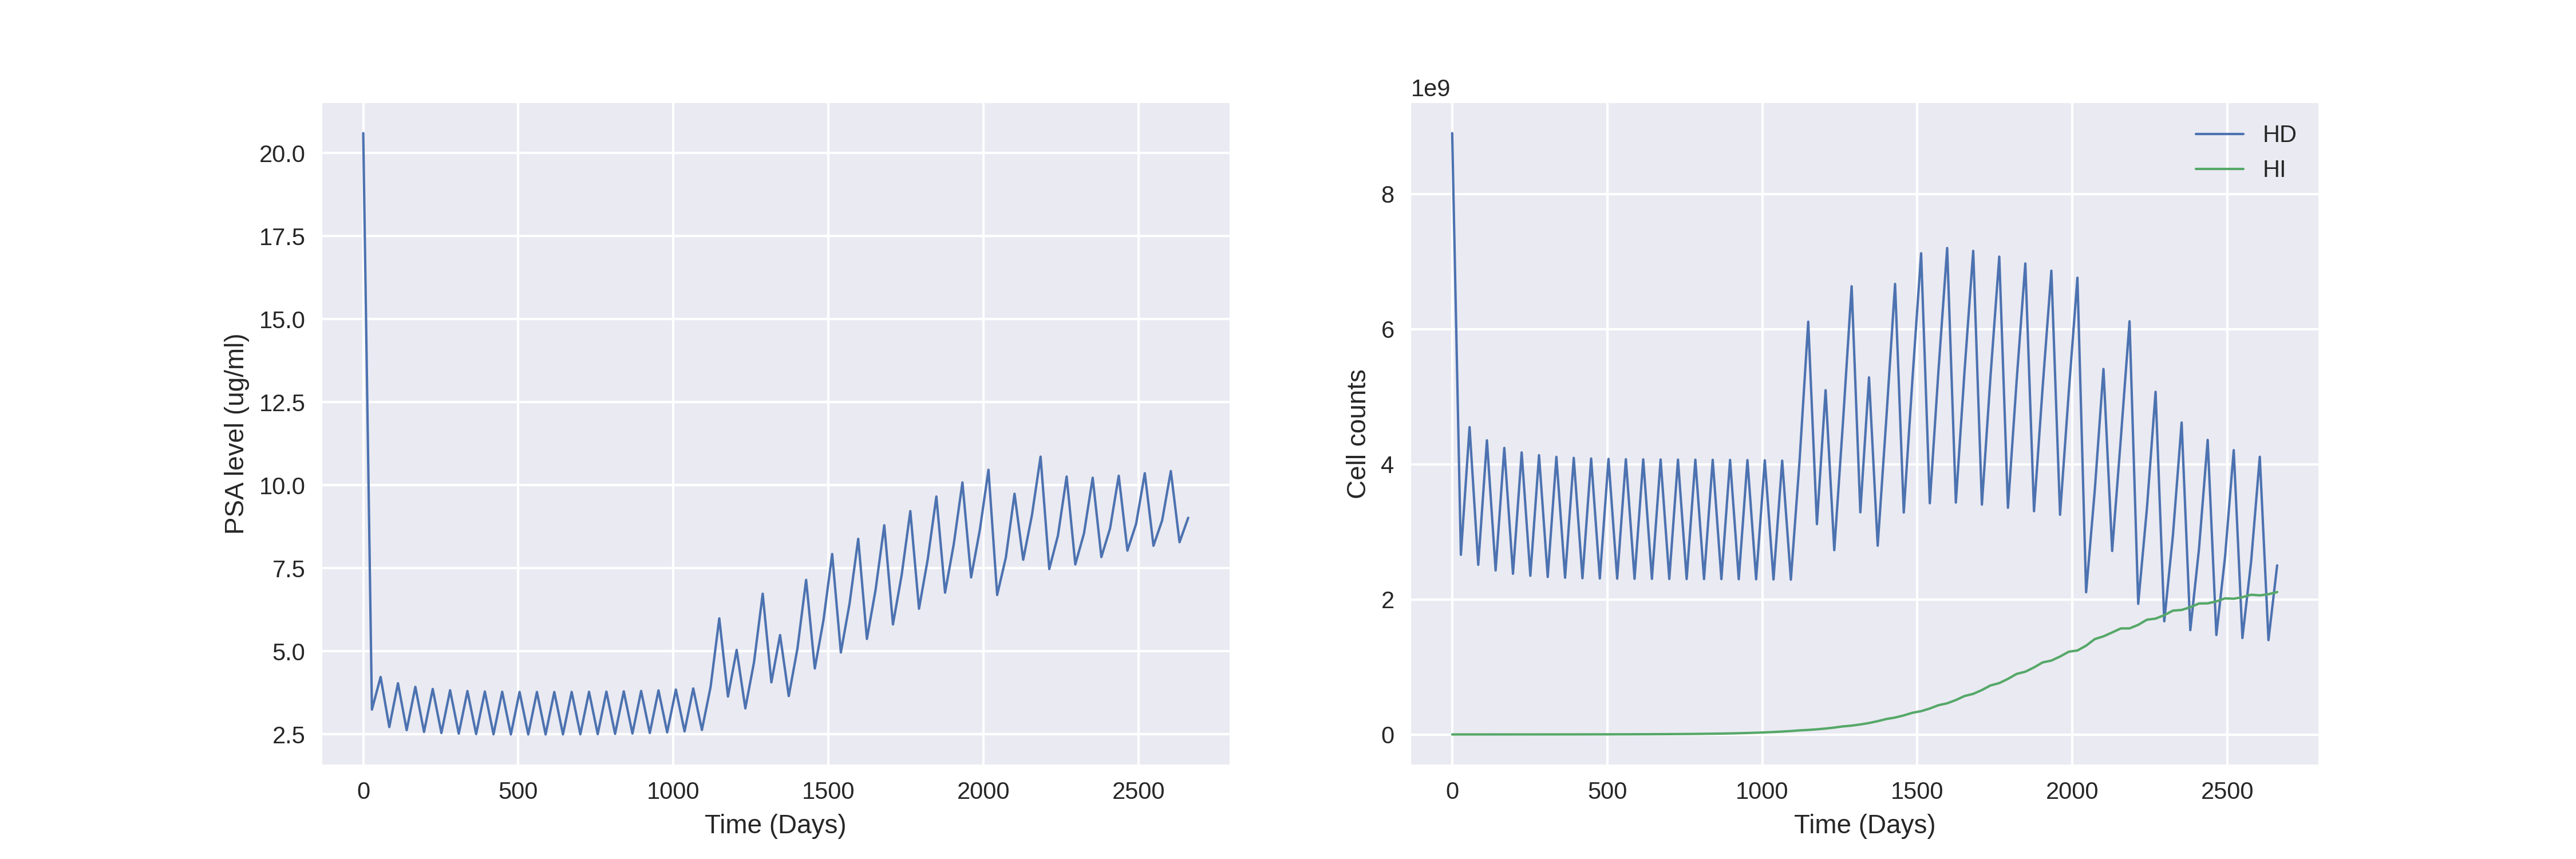 20.0
17.5
15.0
12.5
10.0
7.5
5.0
2.5
PSA level (ug/ml)
0 500 1000 1500 2000 2500
Time (Days)
1e9
8
6
4
2
0
Cell counts
HD
HI
0 500 1000 1500 2000 2500
Time (Days)